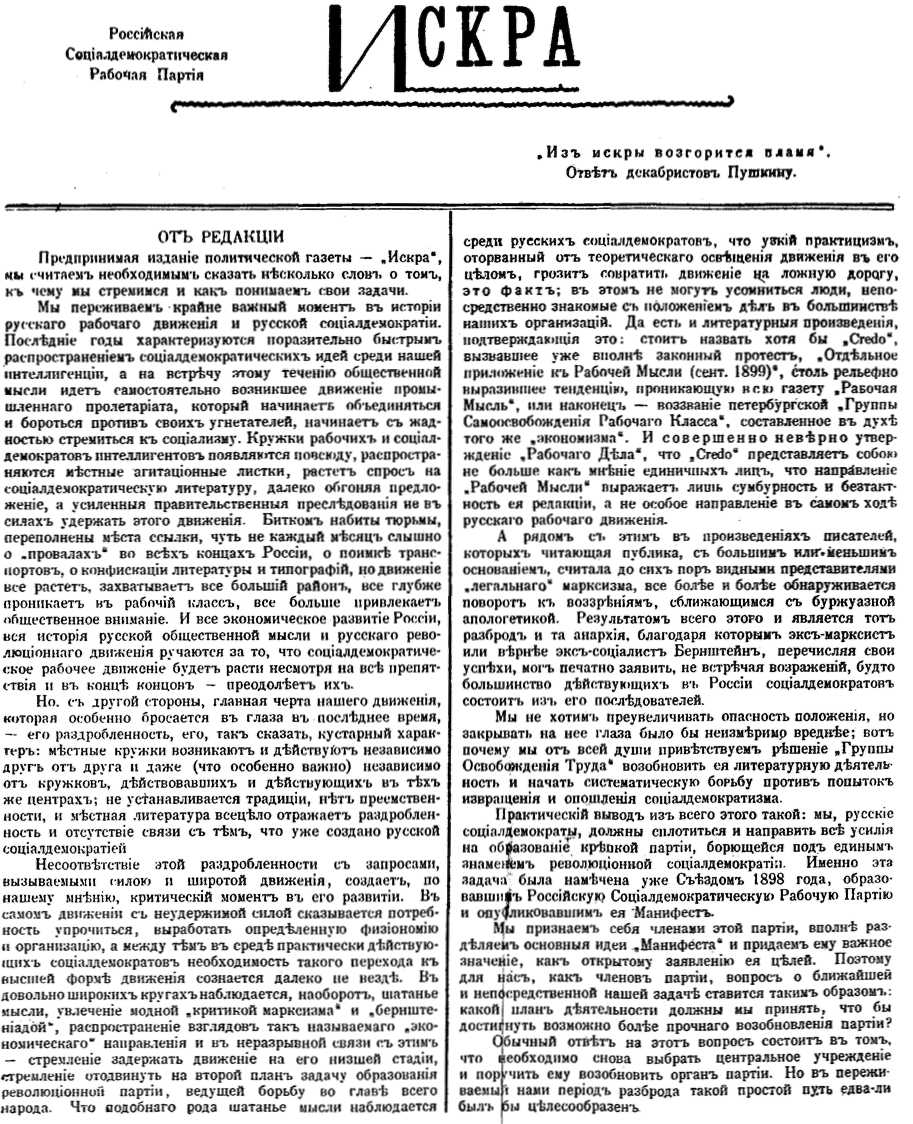 Россійская
Соціалдемократическая
Рабочая Партія
ИСКРА
„Изъ искры возгорится пламя“.
Отвѣтъ декабристовъ Пушкину.
ОТЪ РЕДАКЦІИ
Предпринимая изданіе политической газеты — „Искра“,
мы считаемъ необходимымъ сказать нѣсколько словъ о томъ,
къ чему мы стремимся и какъ понимаемъ свои задачи.
Мы переживаемъ крайне важный моментъ въ исторіи
русскаго рабочаго движенія и русской соціалдемократіи.
Послѣдніе годы характеризуются поразительно быстрымъ
распространеніемъ соціалдемократическихъ идей среди нашей
интеллигенціи, а на встрѣчу этому теченію общественной
мысли идетъ самостоятельно возникшее движеніе промы-
шленнаго пролетаріата, который начинаетъ объединяться
и бороться противъ своихъ угнетателей, начинаетъ съ жад-
ностью стремиться къ соціализму. Кружки рабочихъ и соціал-
демократовъ интеллигентовъ появляются повсюду, распростра-
няются мѣстные агитаціонные листки, растетъ спросъ на
соціалдемократическую литературу, далеко обгоняя предло-
женіе, а усиленныя правительственныя преслѣдованія не въ
силахъ удержать этого движенія. Биткомъ набиты тюрьмы,
переполнены мѣста ссылки, чуть не каждый мѣсяцъ слышно
о „провалахъ“ во всѣхъ концахъ Россіи, о поимкѣ транс-
портовъ, о конфискаціи литературы и типографій, но движеніе
все растетъ, захватываетъ все большій районъ, все глубже
проникаетъ въ рабочій классъ, все больше привлекаетъ
общественное вниманіе. И все экономическое развитіе Россіи,
вся исторія русской общественной мысли и русскаго рево-
люціоннаго движенія ручаются за то, что соціалдемократиче-
ское рабочее движеніе будетъ расти несмотря на всѣ препят-
ствія и въ концѣ концовъ — преодолѣетъ ихъ.
Но. съ другой стороны, главная черта нашего движенія,
которая особенно бросается въ глаза въ послѣднее время,
— его раздробленность, его, такъ сказать, кустарный харак-
теръ: мѣстные кружки возникаютъ и дѣйствуютъ независимо
другъ отъ друга и даже (что особенно важно) независимо
отъ кружковъ, дѣйствовавшихъ и дѣйствующихъ въ тѣхъ
же центрахъ; не устанавливается традиціи, нѣтъ преемствен-
ности, и мѣстная литература всецѣло отражаетъ раздроблен-
ность и отсутствіе связи съ тѣмъ, что уже создано русской
соціалдемократіей
Несоотвѣтствіе этой раздробленности съ запросами,
вызываемыми силою и широтой движенія, создаетъ, по
нашему мнѣнію, критическій моментъ въ его развитіи. Въ
самомъ движеніи съ неудержимой силой сказывается потреб-
ность упрочиться, выработать опредѣленную физіономію
и организацію, а между тѣмъ въ средѣ практически дѣйствую-
щихъ соціалдемократовъ необходимость такого перехода къ
высшей формѣ движенія сознается далеко не вездѣ. Въ
довольно широкихъ кругахъ наблюдается, наоборотъ, шатанье
мысли, увлеченіе модной „критикой марксизма“ и „бернште-
ніадой“, распространеніе взглядовъ такъ называемаго „эко-
номическаго“ направленія и въ неразрывной связи съ этимъ
— стремленіе задержать движеніе на его низшей стадіи,
стремленіе отодвинуть на второй планъ задачу образованія
революціонной партіи, ведущей борьбу во главѣ всего
народа. Что подобнаго рода шатанье мысли наблюдается
среди русскихъ соціалдемократовъ, что узкій практицизмъ,
оторванный отъ теоретическаго освѣщенія движенія въ его
цѣломъ, грозитъ совратить движеніе на ложную дорогу,
это фактъ; въ этомъ не могутъ усомниться люди, непо-
средственно знакомые съ положеніемъ дѣлъ въ большинствѣ
нашихъ организацій. Да есть и литературныя произведенія,
подтверждающія это: стоитъ назвать хотя бы „Credo“,
вызвавшее уже вполнѣ законный протестъ, „Отдѣльное
приложеніе къ Рабочей Мысли (сент. 1899)“, столь рельефно
выразившее тенденцію, проникающую всю газету „Рабочая
Мысль“, или наконецъ — воззваніе петербургской „Группы
Самоосвобожденія Рабочаго Класса“, составленное въ духѣ
того же „экономизма“. И совершенно невѣрно утвер-
жденіе „Рабочаго Дѣла“, что „Credo“ представляетъ собою
не больше какъ мнѣніе единичныхъ лицъ, что направленіе
„Рабочей Мысли“ выражаетъ лишь сумбурность и безтакт-
ность ея редакціи, а не особое направленіе въ самомъ ходѣ
русскаго рабочаго движенія.
А рядомъ съ этимъ въ произведеніяхъ писателей,
которыхъ читающая публика, съ большимъ или меньшимъ
основаніемъ, считала до сихъ поръ видными представителями
„легальнаго“ марксизма, все болѣе и болѣе обнаруживается
поворотъ къ воззрѣніямъ, сближающимся съ буржуазной
апологетикой. Результатомъ всего этого и является тотъ
разбродъ и та анархія, благодаря которымъ эксъ-марксистъ
или вѣрнѣе эксъ-соціалистъ Бернштейнъ, перечисляя свои
успѣхи, могъ печатно заявить, не встрѣчая возраженій, будто
большинство дѣйствующихъ въ Россіи соціалдемократовъ
состоитъ изъ его послѣдователей.
Мы не хотимъ преувеличивать опасность положенія, но
закрывать на нее глаза было бы неизмѣримо вреднѣе; вотъ
почему мы отъ всей души привѣтствуемъ рѣшеніе „Группы
Освобожденія Труда“ возобновить ея литературную дѣятель-
ность и начать систематическую борьбу противъ попытокъ
извращенія и опошленія соціалдемократизма.
Практическій выводъ изъ всего этого такой: мы, русскіе
соціалдемократы, должны сплотиться и направить всѣ усилія
на образованіе крѣпкой партіи, борющейся подъ единымъ
знаменемъ революціонной соціалдемократіи. Именно эта
задача была намѣчена уже Съѣздомъ 1898 года, образо-
вавшимъ Россійскую Соціалдемократическую Рабочую Партію
и опубликовавшимъ ея Манифестъ.
Мы признаемъ себя членами этой партіи, вполнѣ раз-
дѣляемъ основныя идеи „Манифеста“ и придаемъ ему важное
значеніе, какъ открытому заявленію ея цѣлей. Поэтому
для насъ, какъ членовъ партіи, вопросъ о ближайшей
и непосредственной нашей задачѣ ставится такимъ образомъ:
какой планъ дѣятельности должны мы принять, что бы
достигнуть возможно болѣе прочнаго возобновленія партіи?
Обычный отвѣтъ на этотъ вопросъ состоитъ въ томъ,
что необходимо снова выбрать центральное учрежденіе
и поручить ему возобновить органъ партіи. Но въ пережи-
ваемый нами періодъ разброда такой простой путь едва-ли
былъ бы цѣлесообразенъ